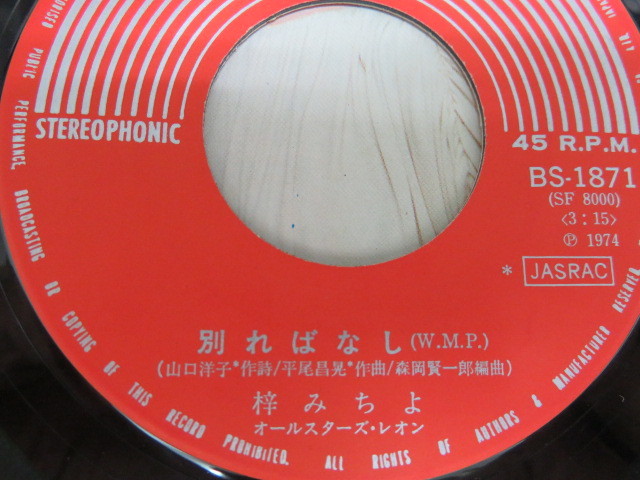 STEREOPHONIC
45 R.P.M.
BS-1871
(SF 8000)
〈3:15〉
Ⓟ 1974
* JASRAC
別ればなし(W.M.P.)
(山口洋子*作詩/平尾昌晃*作曲/森岡賢一郎編曲)
梓みちよ
オールスターズ・レオン
PUBLIC PERFORMANCE, BROADCASTING OR COPYING OF THIS RECORD PROHIBITED. ALL RIGHTS OF AUTHORS & MANUFACTURERS RESERVED